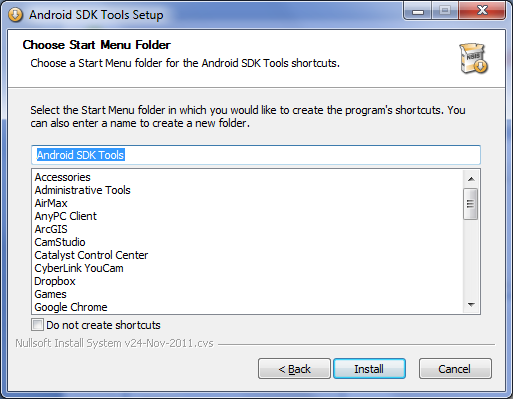 Android SDK Tools Setup
Choose Start Menu Folder
Choose a Start Menu folder for the Android SDK Tools shortcuts.
NSIS
Select the Start Menu folder in which you would like to create the program's shortcuts. You
can also enter a name to create a new folder.
Android SDK Tools
Accessories
Administrative Tools
AirMax
AnyPC Client
ArcGIS
CamStudio
Catalyst Control Center
CyberLink YouCam
Dropbox
Games
Google Chrome
Do not create shortcuts
Nullsoft Install System v24-Nov-2011.cvs
< Back
Install
Cancel